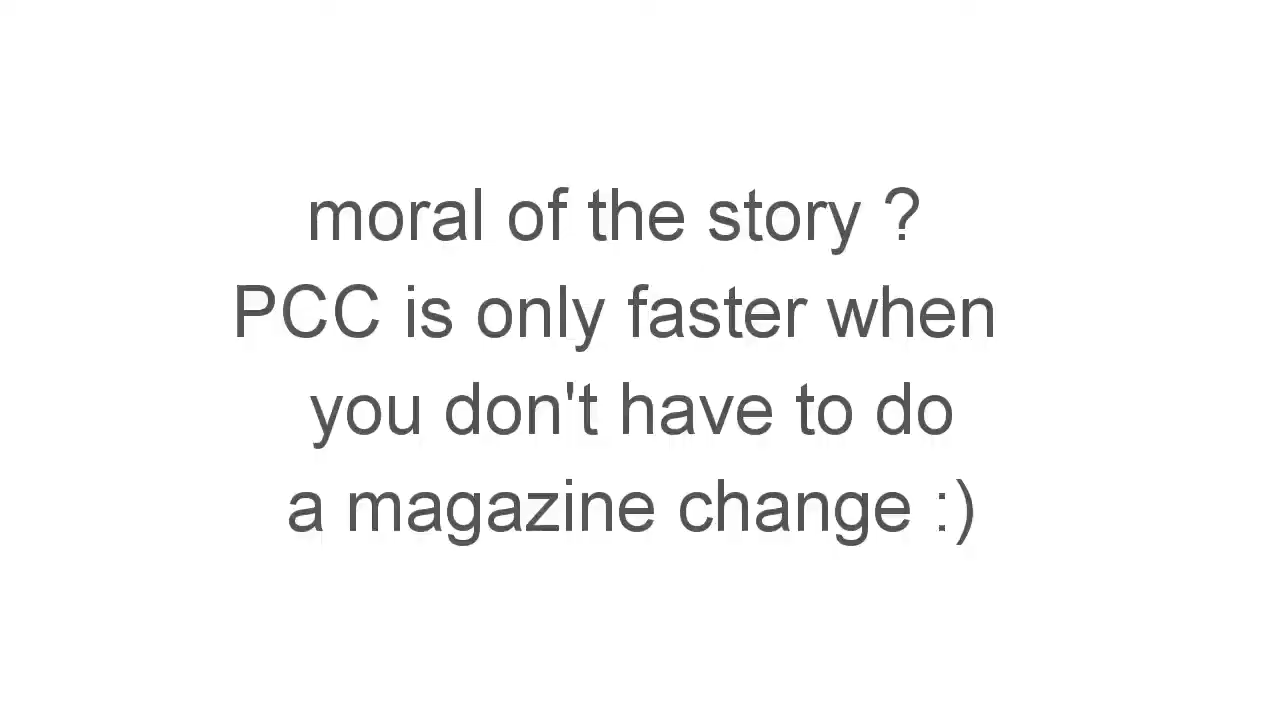 moral of the story ?
PCC is only faster when
you don't have to do
a magazine change :)